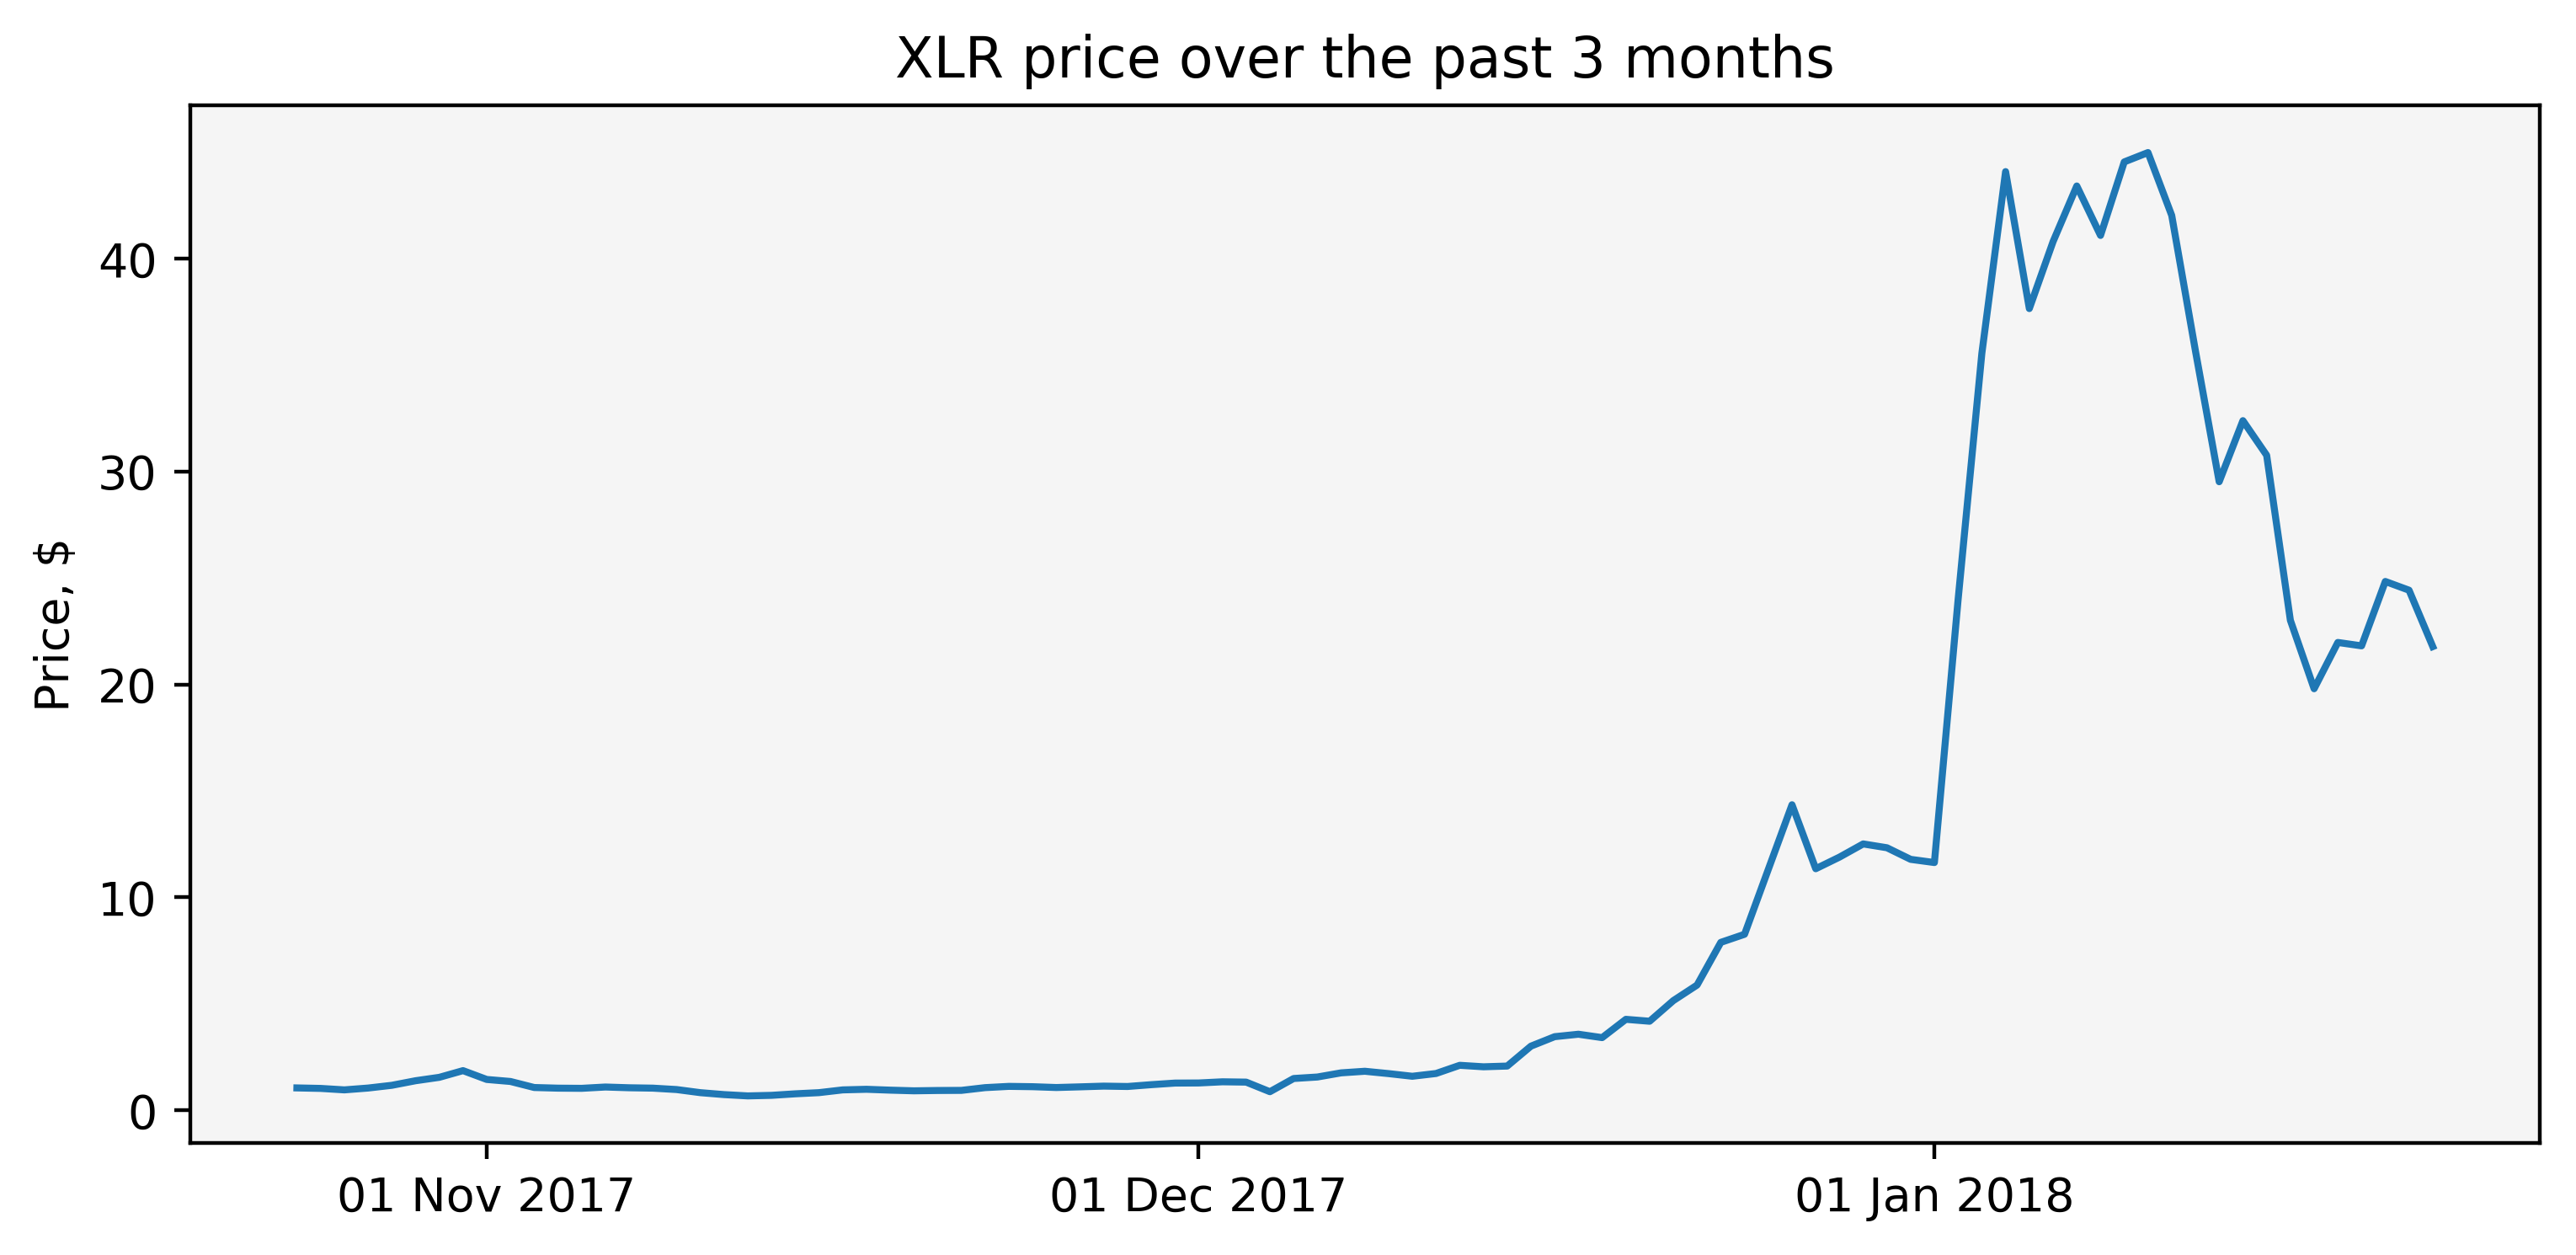 XLR price over the past 3 months
Price, $
40
30
20
10
0
01 Nov 2017
01 Dec 2017
01 Jan 2018